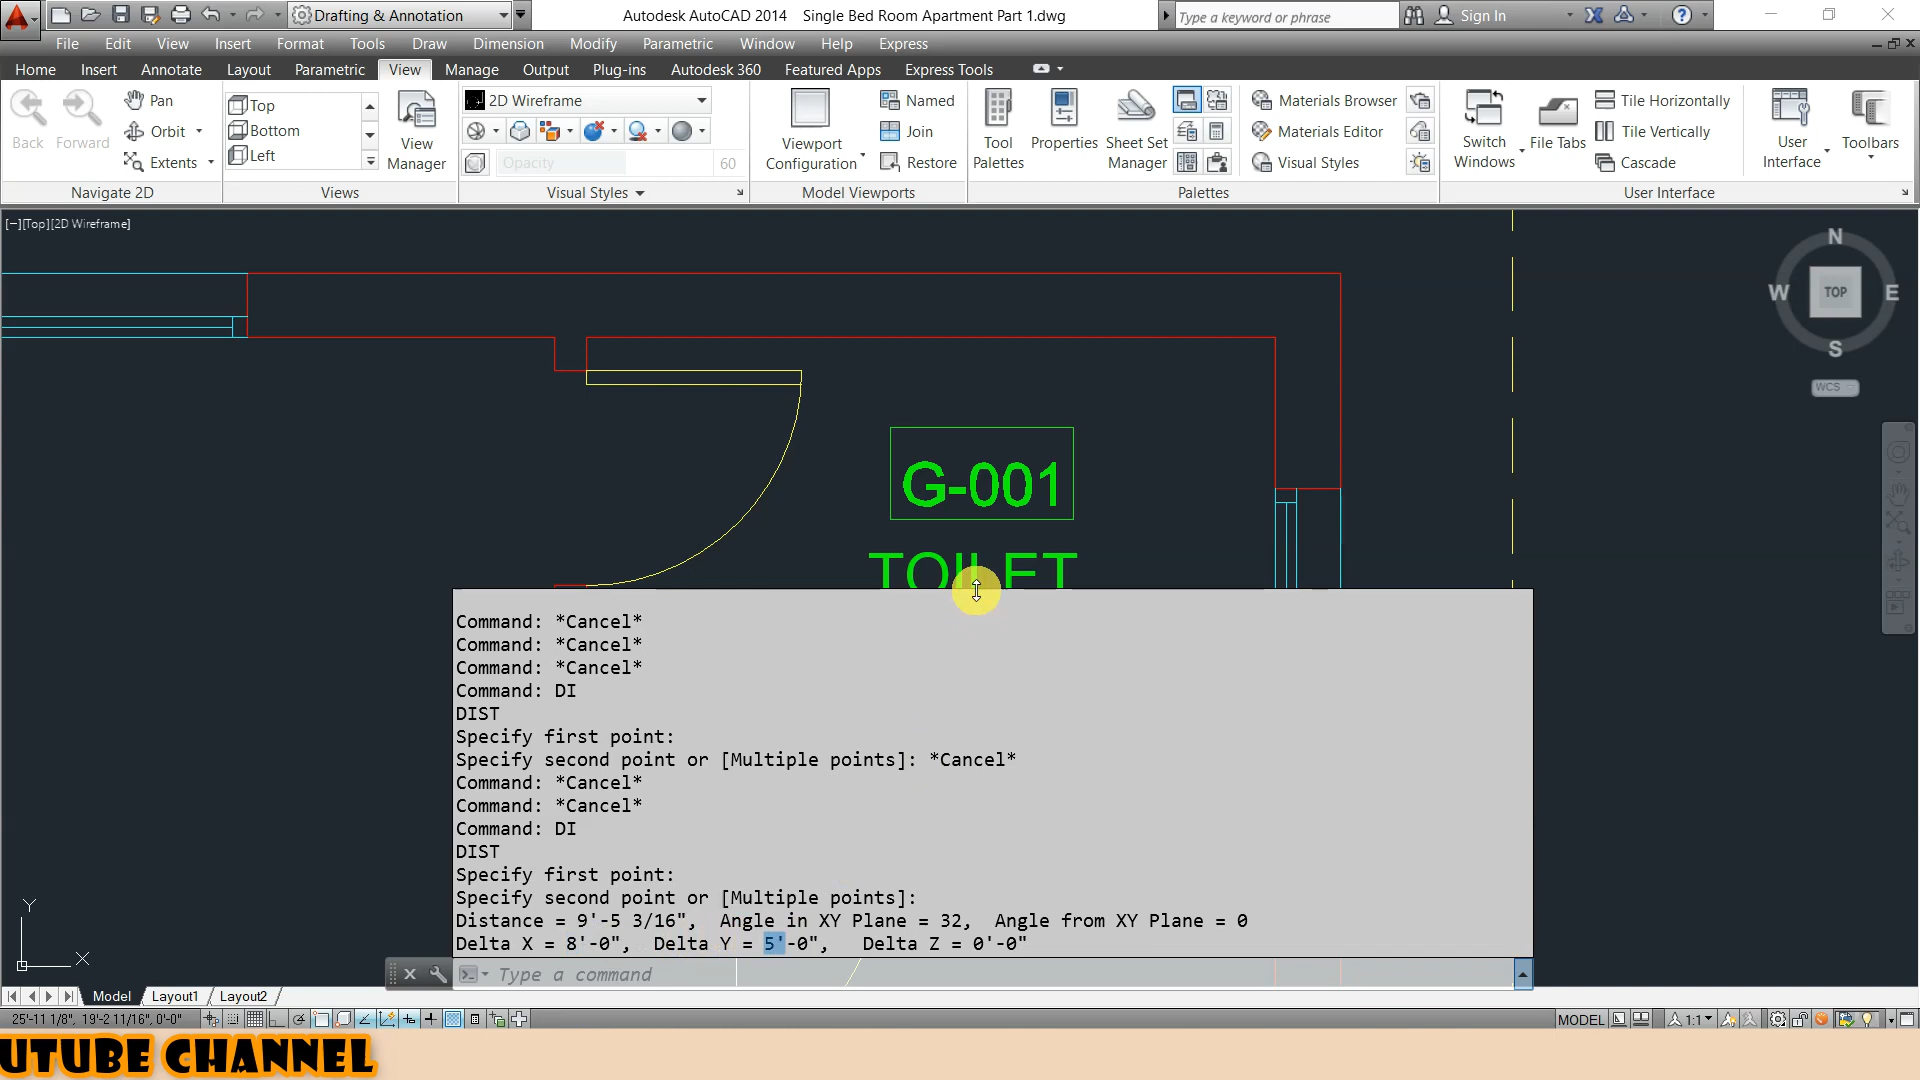 Drafting & Annotation
Autodesk AutoCAD 2014 Single Bed Room Apartment Part 1.dwg
Type a keyword or phrase
Sign In
File Edit View Insert Format Tools Draw Dimension Modify Parametric Window Help Express
Home Insert Annotate Layout Parametric View Manage Output Plug-ins Autodesk 360 Featured Apps Express Tools
Back
Forward
Pan
Orbit
Extents
Navigate 2D
Top
Bottom
Left
View Manager
Views
2D Wireframe
Opacity 60
Visual Styles
Viewport Configuration
Named
Join
Restore
Model Viewports
Tool Palettes
Properties
Sheet Set Manager
Materials Browser
Materials Editor
Visual Styles
Palettes
Switch Windows
File Tabs
Tile Horizontally
Tile Vertically
Cascade
User Interface
Toolbars
User Interface
[−][Top][2D Wireframe]
N
W TOP E
S
WCS
G-001
TOILET
Command: *Cancel*
Command: *Cancel*
Command: *Cancel*
Command: DI
DIST
Specify first point:
Specify second point or [Multiple points]: *Cancel*
Command: *Cancel*
Command: *Cancel*
Command: DI
DIST
Specify first point:
Specify second point or [Multiple points]:
Distance = 9'-5 3/16", Angle in XY Plane = 32, Angle from XY Plane = 0
Delta X = 8'-0", Delta Y = 5'-0", Delta Z = 0'-0"
Type a command
Y
X
Model Layout1 Layout2
25'-11 1/8", 19'-2 11/16", 0'-0"
MODEL
1:1
UTUBE CHANNEL